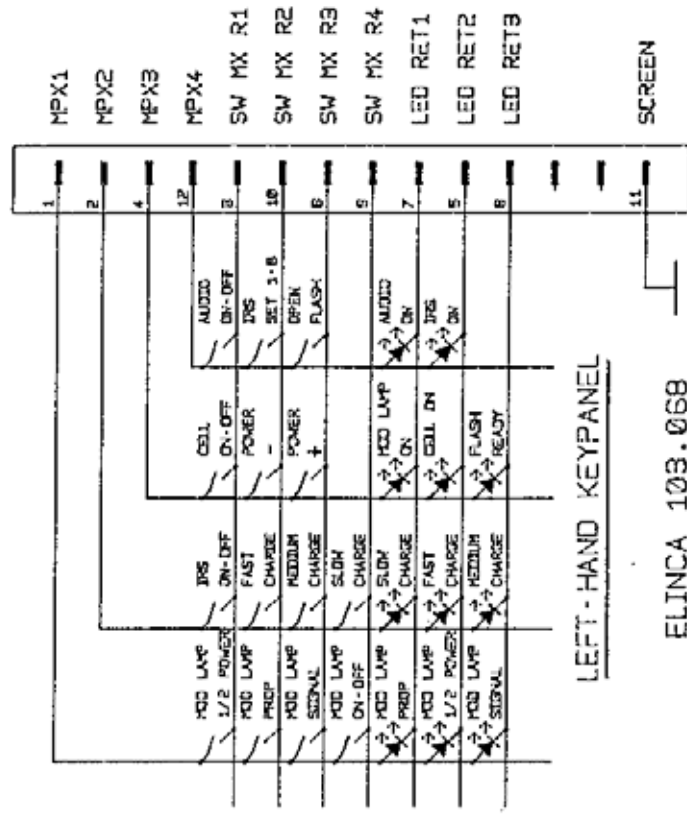 MPX1
MPX2
MPX3
MPX4
SW MX R1
SW MX R2
SW MX R3
SW MX R4
LED RET1
LED RET2
LED RET3
SCREEN
1
2
4
12
3
10
6
9
7
5
8
11
AUDIO
ON-OFF
IRS
SET 1-8
OPEN
FLASH
AUDIO
ON
IRS
ON
CELL
ON-OFF
POWER
-
POWER
+
MOD LAMP
ON
CELL ON
FLASH
READY
IRS
ON-OFF
FAST
CHARGE
MEDIUM
CHARGE
SLOW
CHARGE
SLOW
CHARGE
FAST
CHARGE
MEDIUM
CHARGE
MOD LAMP
1/2 POWER
MOD LAMP
PROP
MOD LAMP
SIGNAL
MOD LAMP
ON-OFF
MOD LAMP
PROP
MOD LAMP
1/2 POWER
MOD LAMP
SIGNAL
LEFT-HAND KEYPANEL
ELINCA 103.068